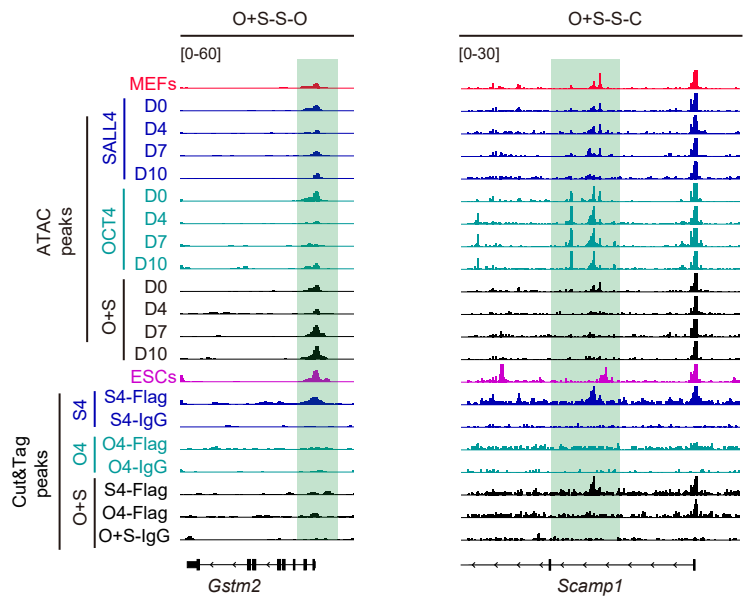 O+S-S-O
O+S-S-C
[0-60]
[0-30]
MEFs
ATAC
peaks
SALL4
D0
D4
D7
D10
OCT4
D0
D4
D7
D10
O+S
D0
D4
D7
D10
ESCs
Cut&Tag
peaks
S4
S4-Flag
S4-IgG
O4
O4-Flag
O4-IgG
O+S
S4-Flag
O4-Flag
O+S-IgG
Gstm2
Scamp1